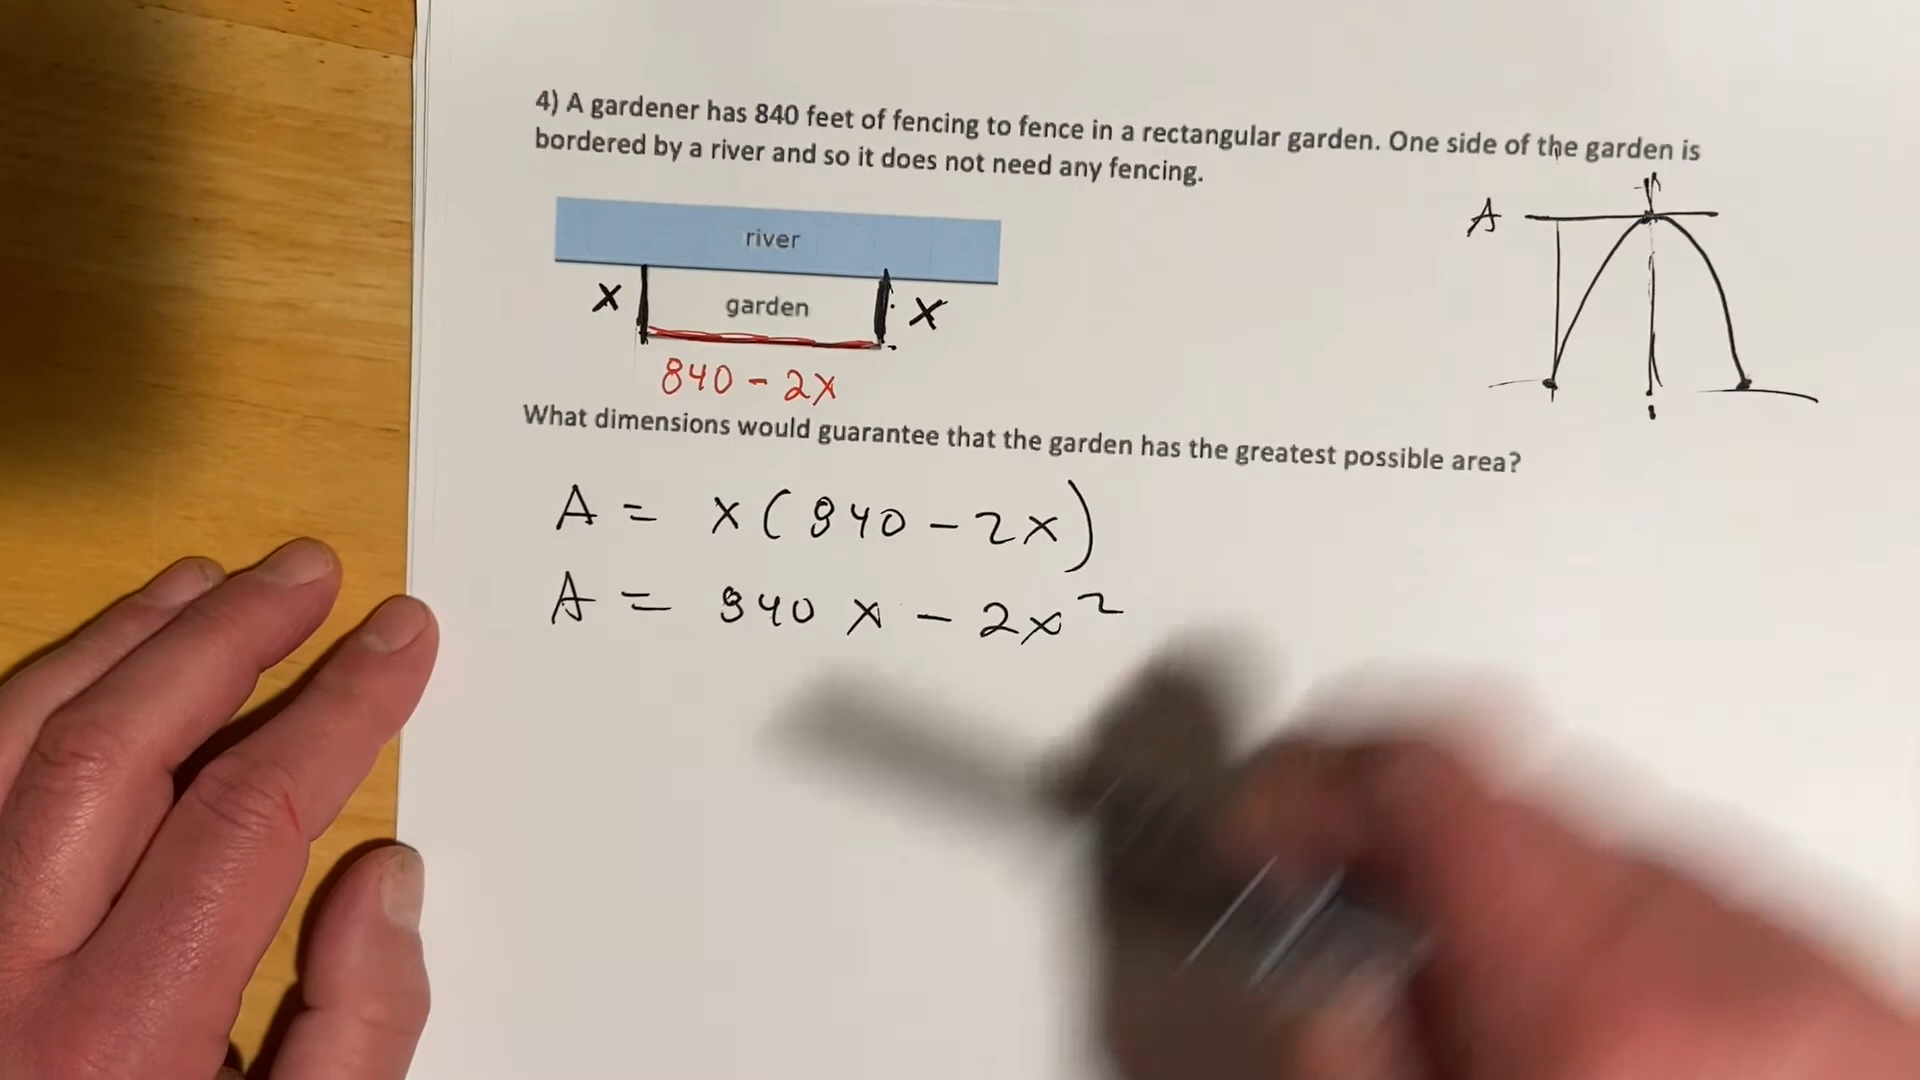 4) A gardener has 840 feet of fencing to fence in a rectangular garden. One side of the garden is
bordered by a river and so it does not need any fencing.
river
A
x
garden
x
840 - 2x
What dimensions would guarantee that the garden has the greatest possible area?
A = x(840 - 2x)
A = 840x - 2x²